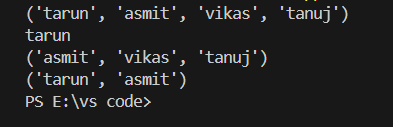 ('tarun', 'asmit', 'vikas', 'tanuj')
tarun
('asmit', 'vikas', 'tanuj')
('tarun', 'asmit')
PS E:\vs code>